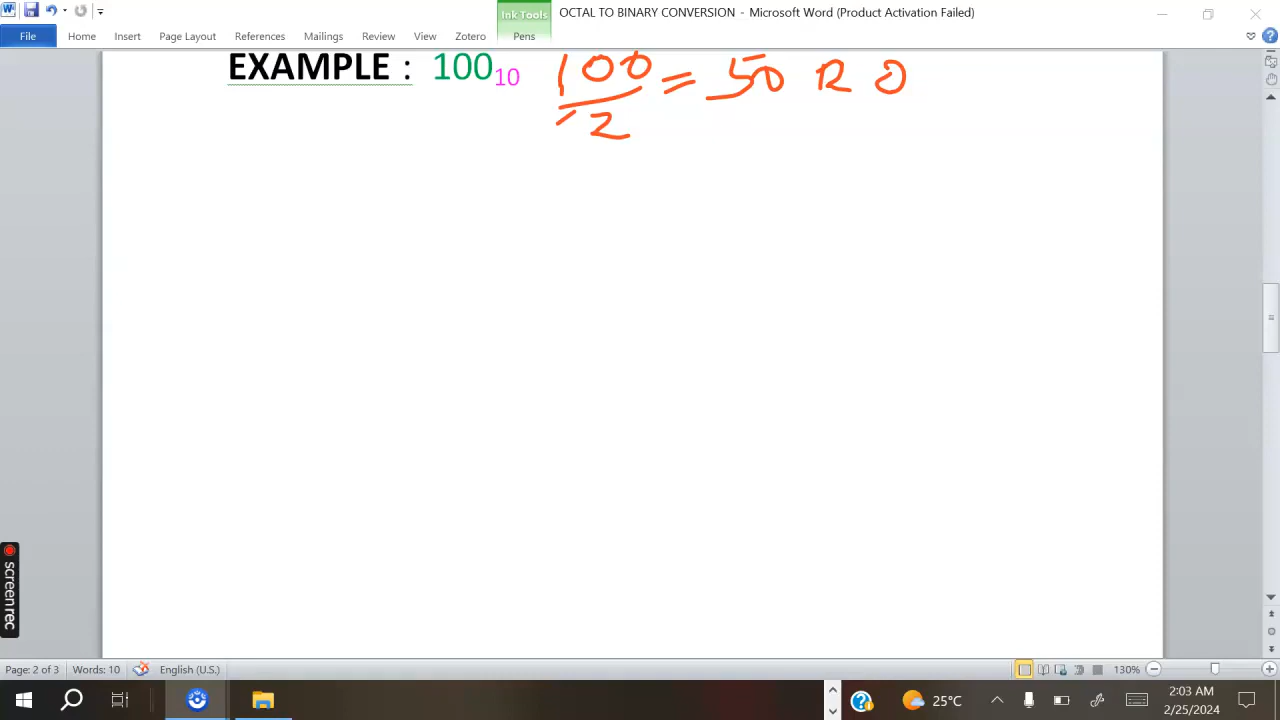 Ink Tools
OCTAL TO BINARY CONVERSION - Microsoft Word (Product Activation Failed)
File Home Insert Page Layout References Mailings Review View Zotero Pens
EXAMPLE : 100₁₀ 100 = 50 R 0
2
screen rec
Page: 2 of 3 Words: 10 English (U.S.) 130%
25°C 2:03 AM
2/25/2024